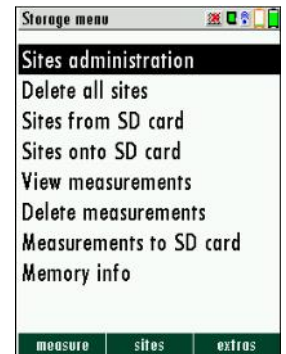 Storage menu
Sites administration
Delete all sites
Sites from SD card
Sites onto SD card
View measurements
Delete measurements
Measurements to SD card
Memory info
measure sites extras